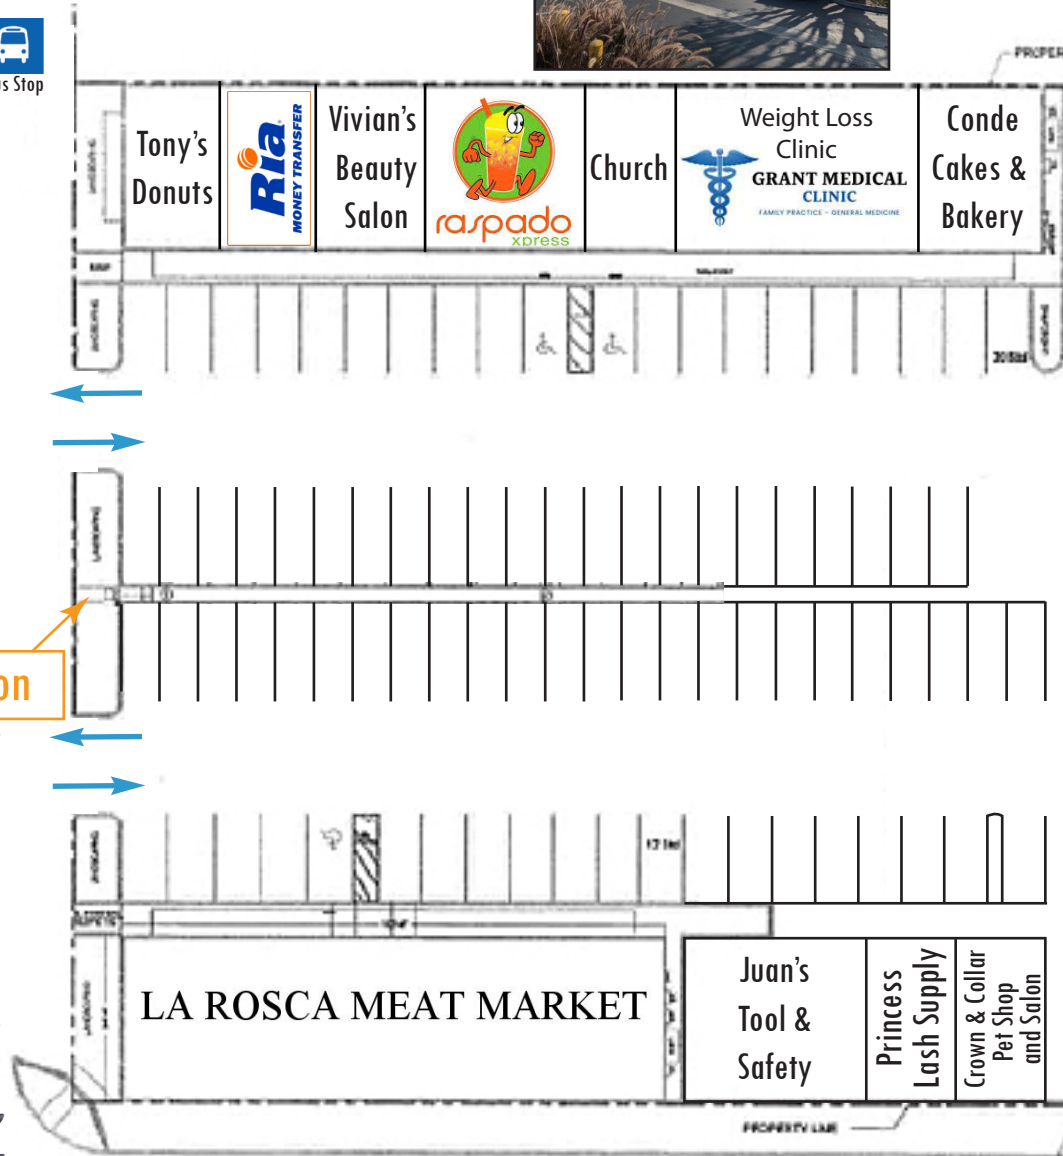 us Stop
PROPER
Tony's
Donuts
Ria
MONEY TRANSFER
Vivian's
Beauty
Salon
raspado
xpress
Church
Weight Loss
Clinic
GRANT MEDICAL
CLINIC
FAMILY PRACTICE - GENERAL MEDICINE
Conde
Cakes &
Bakery
on
LA ROSCA MEAT MARKET
Juan's
Tool &
Safety
Princess
Lash Supply
Crown & Collar
Pet Shop
and Salon
PROPERTY LINE